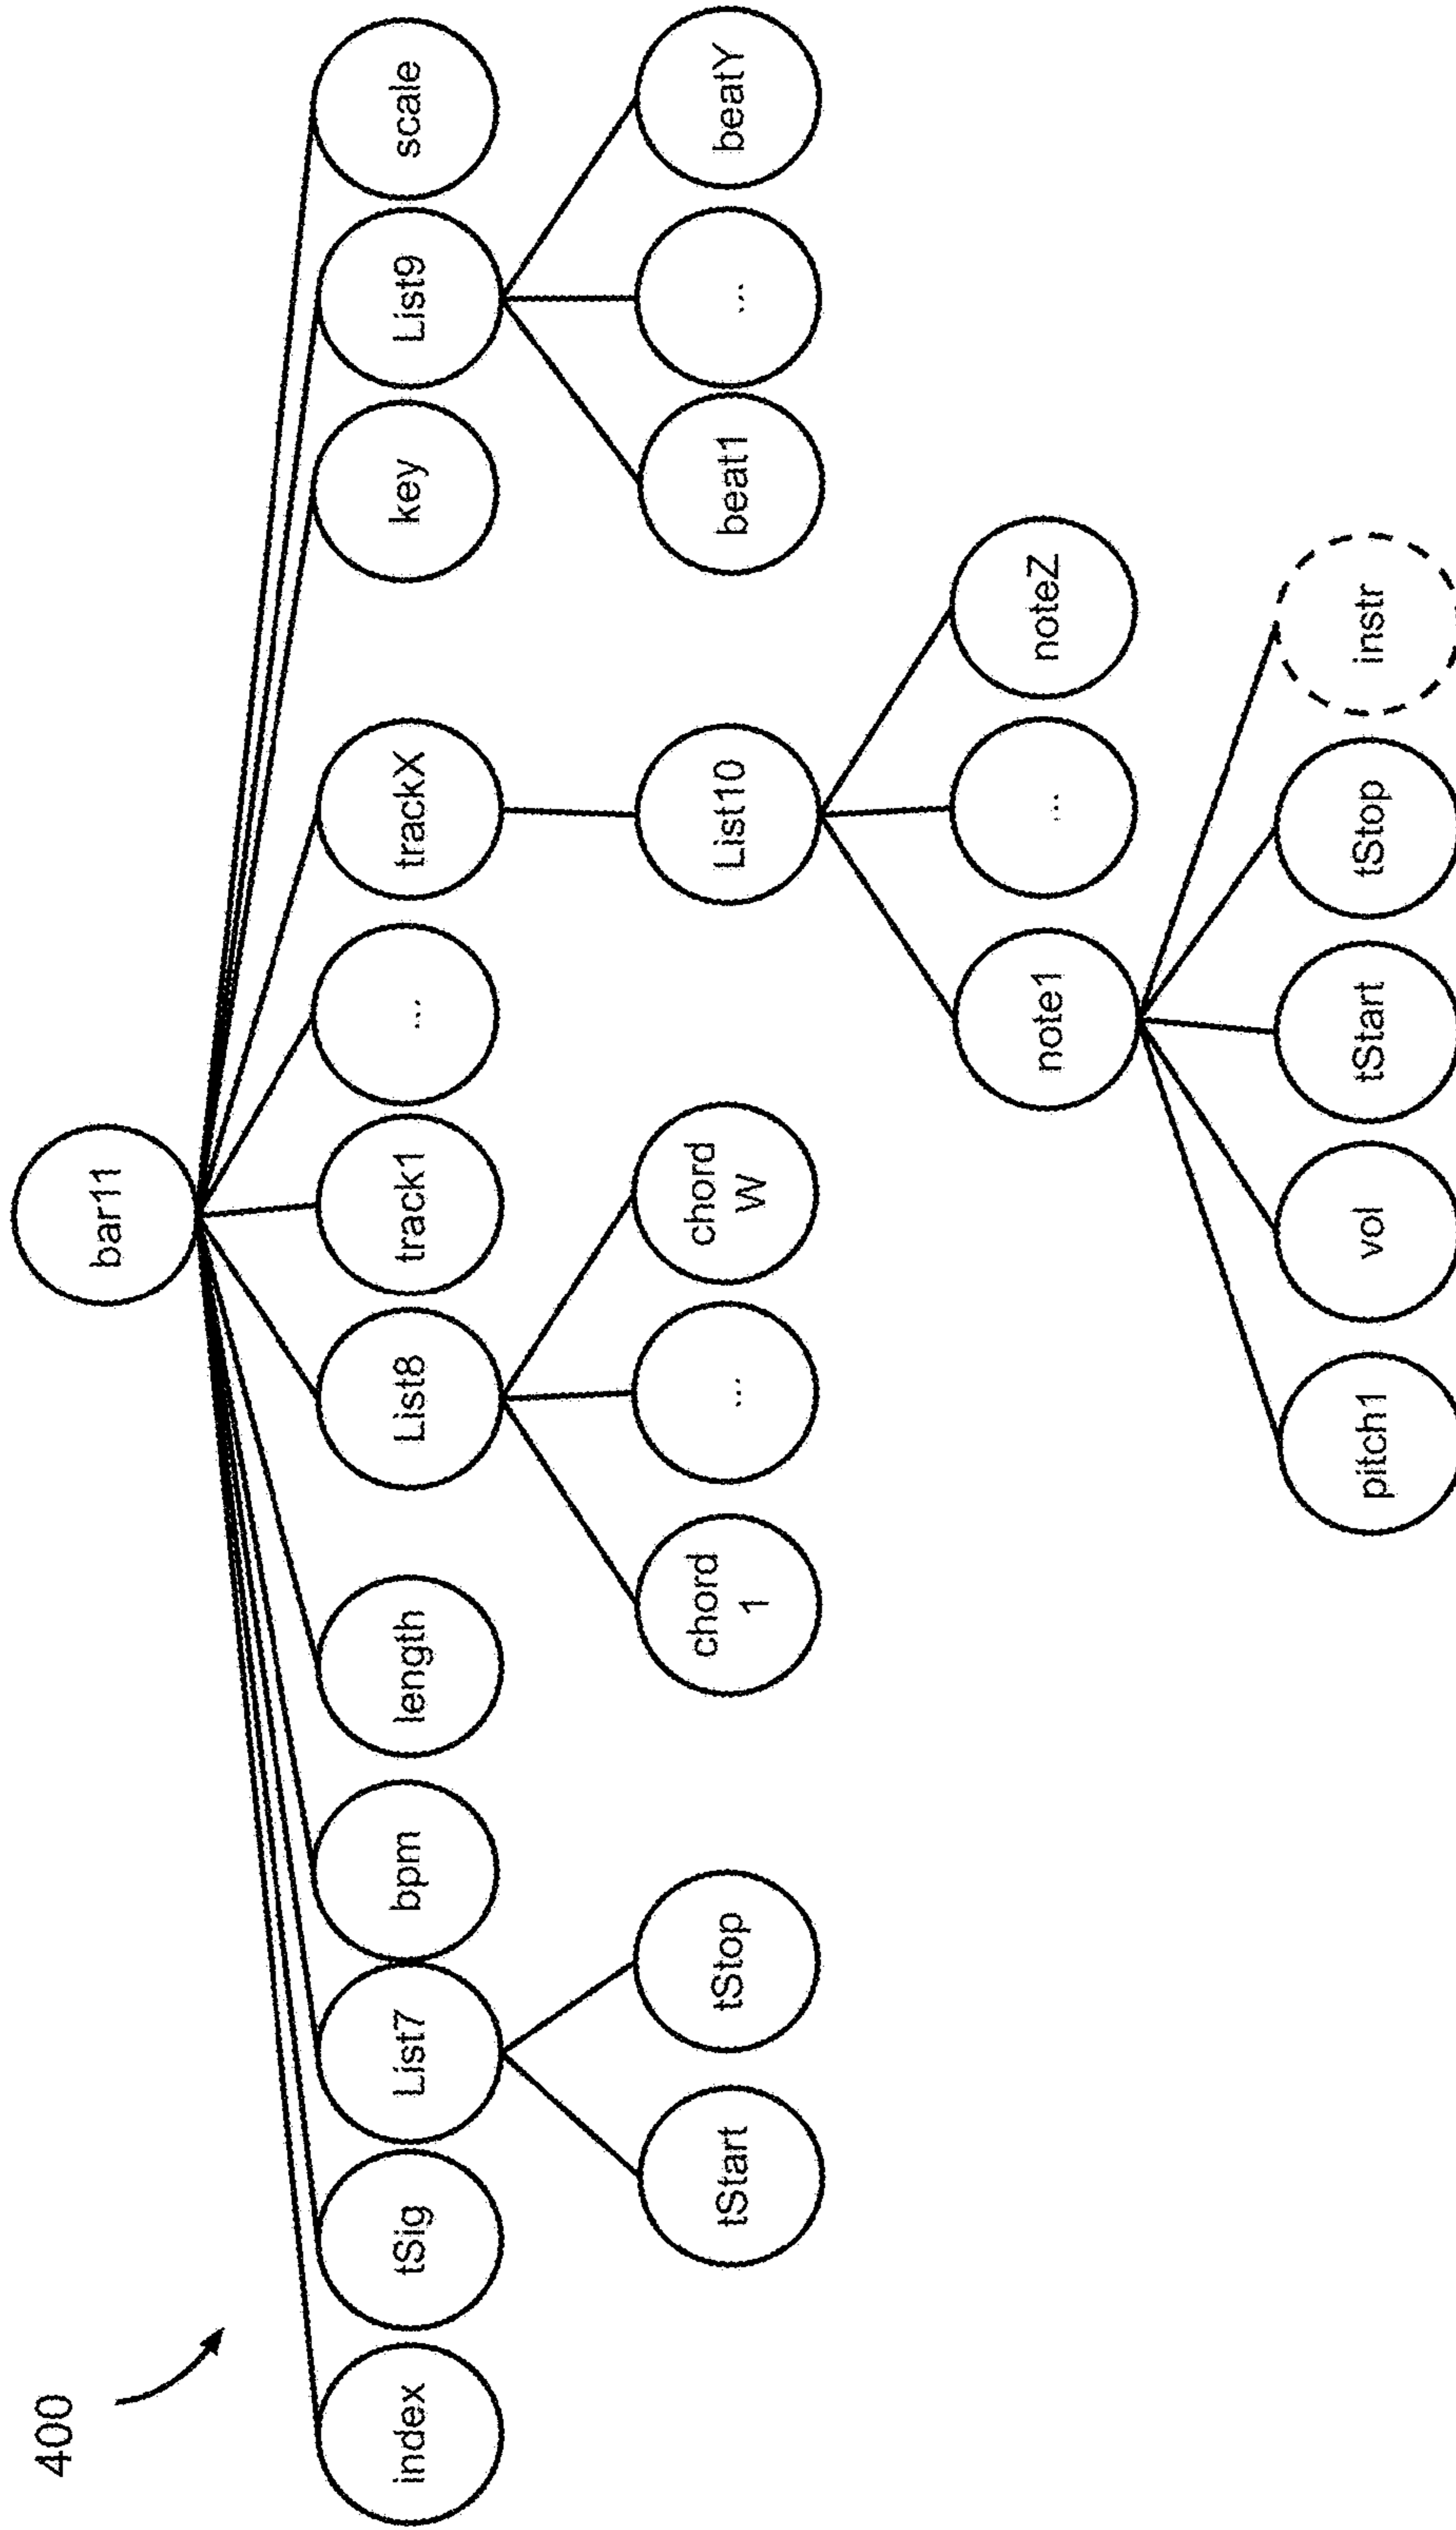 400
bar11
index
tSig
List7
bpm
length
List8
track1
...
trackX
key
List9
scale
tStart
tStop
chord
1
...
chord
W
List10
beat1
...
beatY
note1
...
noteZ
pitch1
vol
tStart
tStop
instr